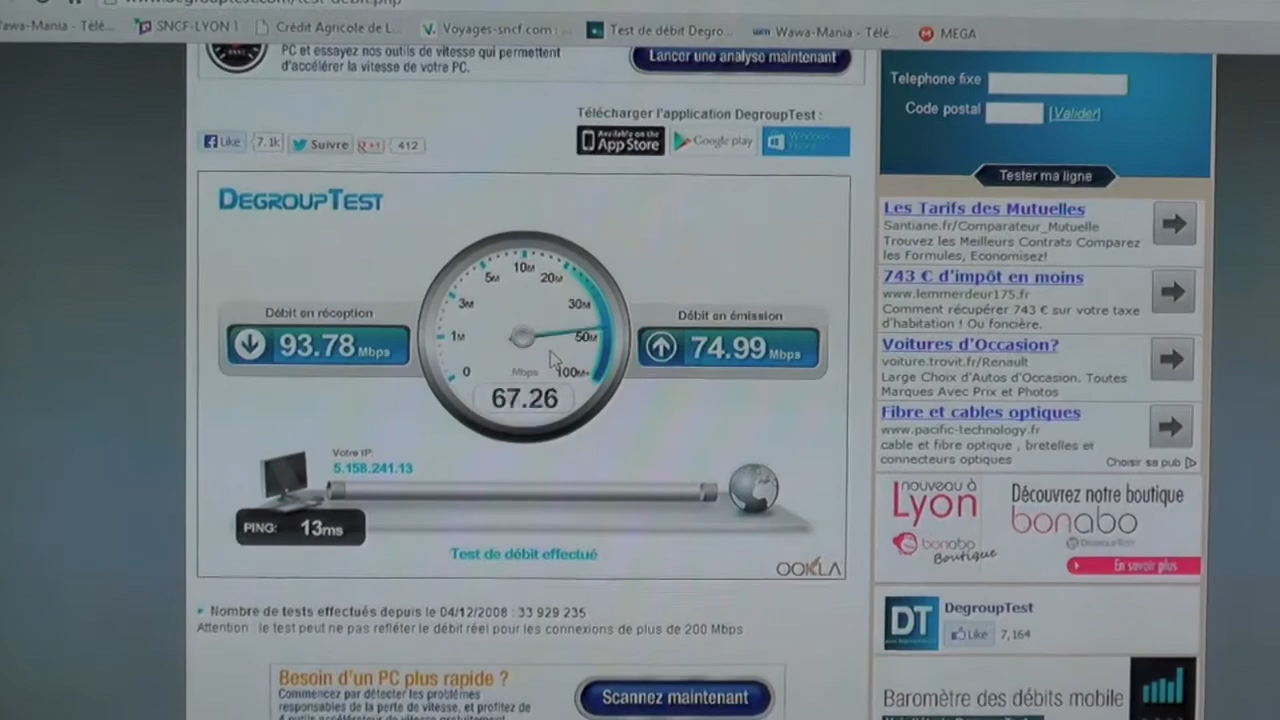 SNCF-LYON
Crédit Agricole de L...
Voyages-sncf.com
Test de débit Degro...
Wawa-Mania - Télé...
MEGA
PC et essayez nos outils de vitesse qui permettent
d'accélérer la vitesse de votre PC.
Lancer une analyse maintenant
Telephone fixe
Code postal
[Valider]
Tester ma ligne
Télécharger l'application DegroupTest :
Available on the
App Store
Google play
Windows
Like
7.1k
Suivre
+1
412
DEGROUPTEST
Débit en réception
93.78 Mbps
Débit en émission
74.99 Mbps
0
1M
3M
5M
10M
20M
30M
50M
100M+
Mbps
67.26
Votre IP:
5.158.241.13
PING: 13ms
Test de débit effectué
OOKLA
Nombre de tests effectués depuis le 04/12/2008 : 33 929 235
Attention : le test peut ne pas refléter le débit réel pour les connexions de plus de 200 Mbps
Besoin d'un PC plus rapide ?
Commencez par détecter les problèmes
responsables de la perte de vitesse, et profitez de
Scannez maintenant
Les Tarifs des Mutuelles
Santiane.fr/Comparateur_Mutuelle
Trouvez les Meilleurs Contrats Comparez
les Formules, Economisez!
743 € d'impôt en moins
www.lemmerdeur175.fr
Comment récupérer 743 € sur votre taxe
d'habitation ! Ou foncière.
Voitures d'Occasion?
voiture.trovit.fr/Renault
Large Choix d'Autos d'Occasion. Toutes
Marques Avec Prix et Photos
Fibre et cables optiques
www.pacific-technology.fr
cable et fibre optique , bretelles et
connecteurs optiques
Choisir sa pub
nouveau à
Lyon
bonabo
Boutique
Découvrez notre boutique
bonabo
DegroupTest
En savoir plus
DT
DegroupTest
Like
7,164
Baromètre des débits mobile